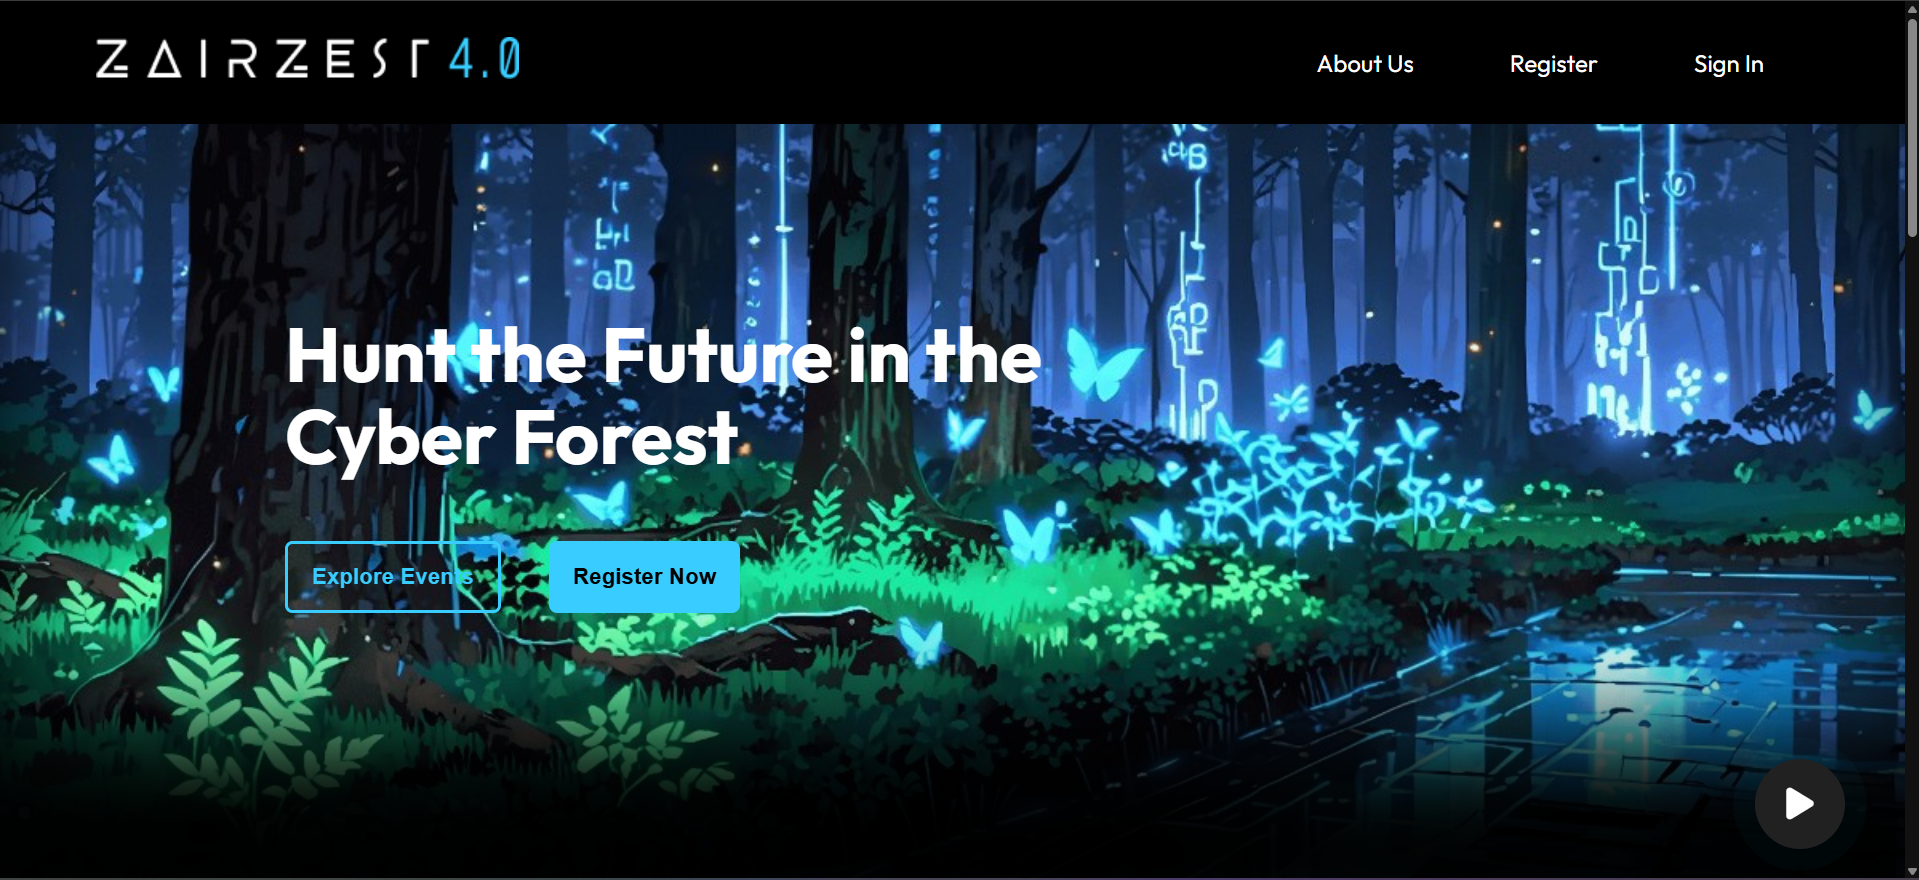 ZAIRZEST 4.0
About Us
Register
Sign In
Hunt the Future in the
Cyber Forest
Explore Events
Register Now